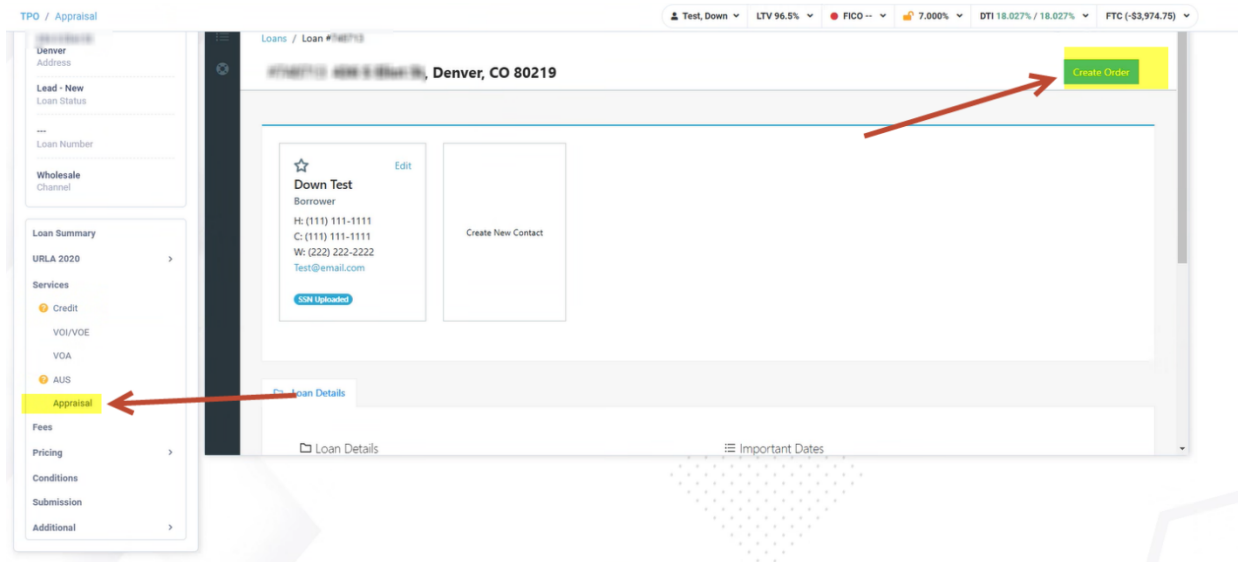 TPO / Appraisal
Test, Down
LTV 96.5%
FICO --
7.000%
DTI 18.027% / 18.027%
FTC (-$3,974.75)
Denver
Address
Lead - New
Loan Status
---
Loan Number
Wholesale
Channel
Loan Summary
URLA 2020
Services
Credit
VOI/VOE
VOA
AUS
Appraisal
Fees
Pricing
Conditions
Submission
Additional
Loans / Loan #
, Denver, CO 80219
Create Order
Edit
Down Test
Borrower
H: (111) 111-1111
C: (111) 111-1111
W: (222) 222-2222
Test@email.com
SSN Uploaded
Create New Contact
Loan Details
Loan Details
Important Dates